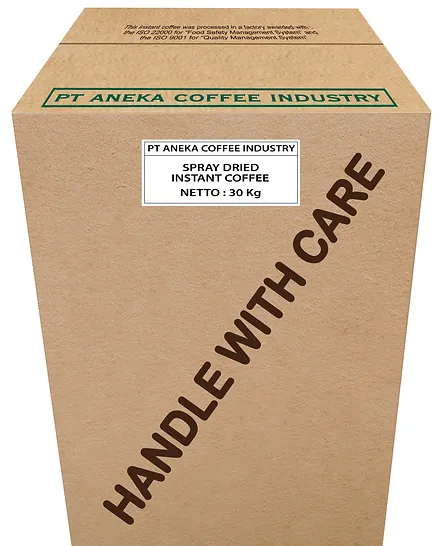 This instant coffee was processed in a factory awarded with:
the ISO 22000 for "Food Safety Management System" and
the ISO 9001 for "Quality Management System"
PT ANEKA COFFEE INDUSTRY
PT ANEKA COFFEE INDUSTRY
SPRAY DRIED
INSTANT COFFEE
NETTO : 30 Kg
HANDLE WITH CARE